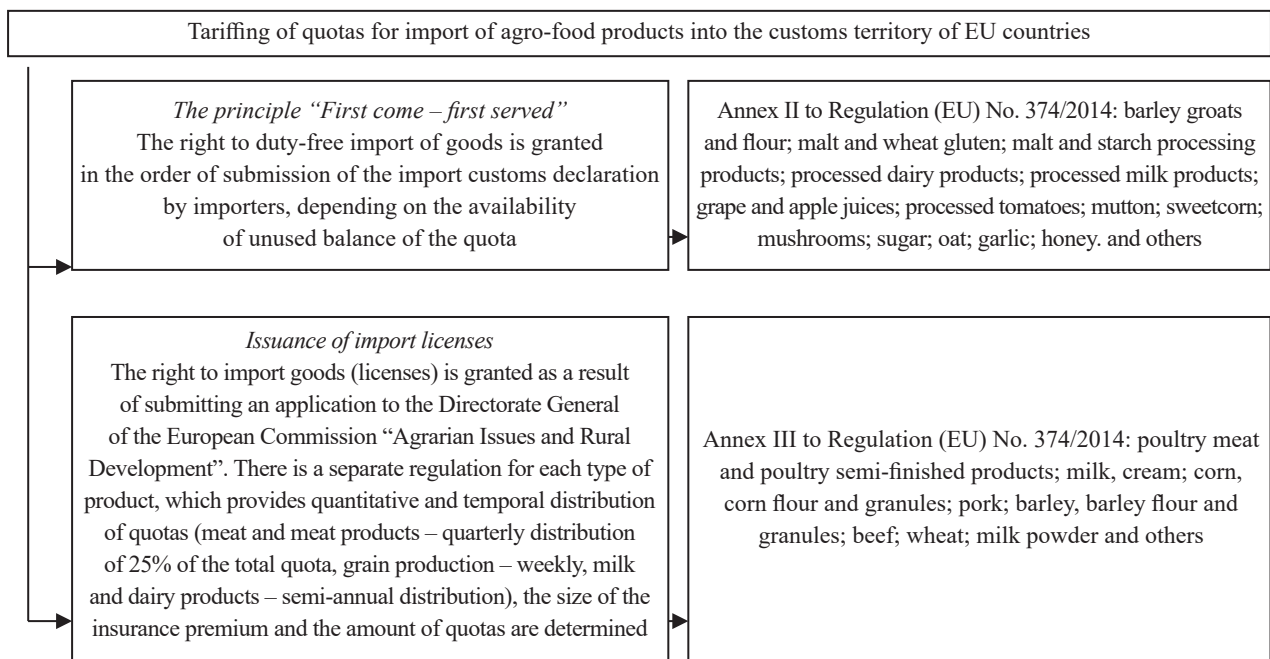 Tariffing of quotas for import of agro-food products into the customs territory of EU countries
The principle “First come – first served”
The right to duty-free import of goods is granted
in the order of submission of the import customs declaration
by importers, depending on the availability
of unused balance of the quota
Annex II to Regulation (EU) No. 374/2014: barley groats
and flour; malt and wheat gluten; malt and starch processing
products; processed dairy products; processed milk products;
grape and apple juices; processed tomatoes; mutton; sweetcorn;
mushrooms; sugar; oat; garlic; honey. and others
Issuance of import licenses
The right to import goods (licenses) is granted as a result
of submitting an application to the Directorate General
of the European Commission “Agrarian Issues and Rural
Development”. There is a separate regulation for each type of
product, which provides quantitative and temporal distribution
of quotas (meat and meat products – quarterly distribution
of 25% of the total quota, grain production – weekly, milk
and dairy products – semi-annual distribution), the size of the
insurance premium and the amount of quotas are determined
Annex III to Regulation (EU) No. 374/2014: poultry meat
and poultry semi-finished products; milk, cream; corn,
corn flour and granules; pork; barley, barley flour and
granules; beef; wheat; milk powder and others